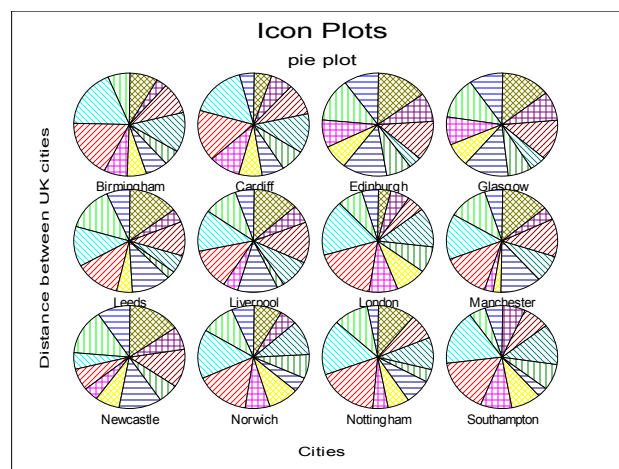 Icon Plots
pie plot
Distance between UK cities
Birmingham Cardiff Edinburgh Glasgow
Leeds Liverpool London Manchester
Newcastle Norwich Nottingham Southampton
Cities